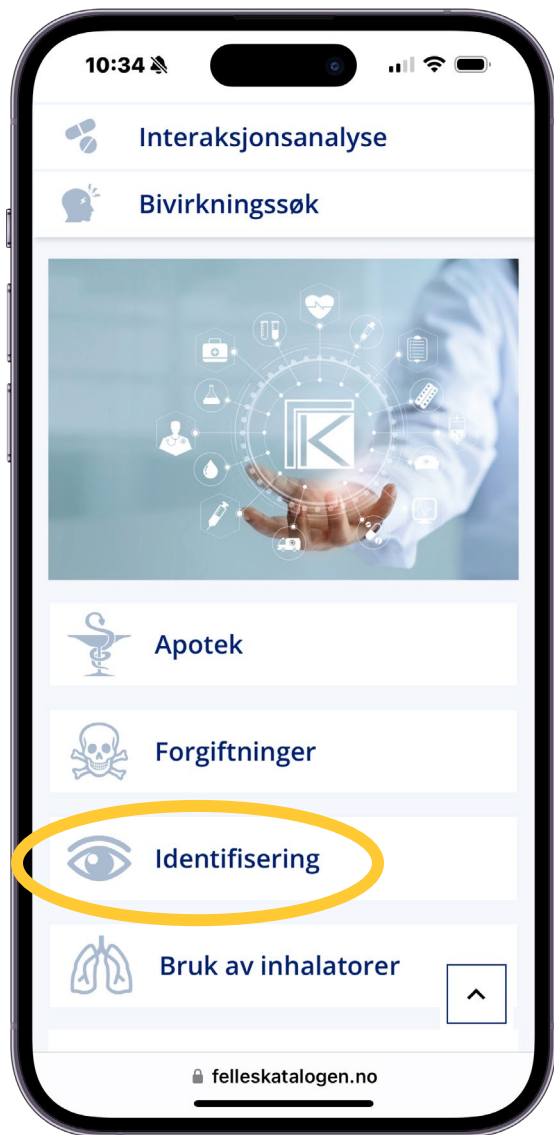 10:34
Interaksjonsanalyse
Bivirkningssøk
K
Apotek
Forgiftninger
Identifisering
Bruk av inhalatorer
felleskatalogen.no